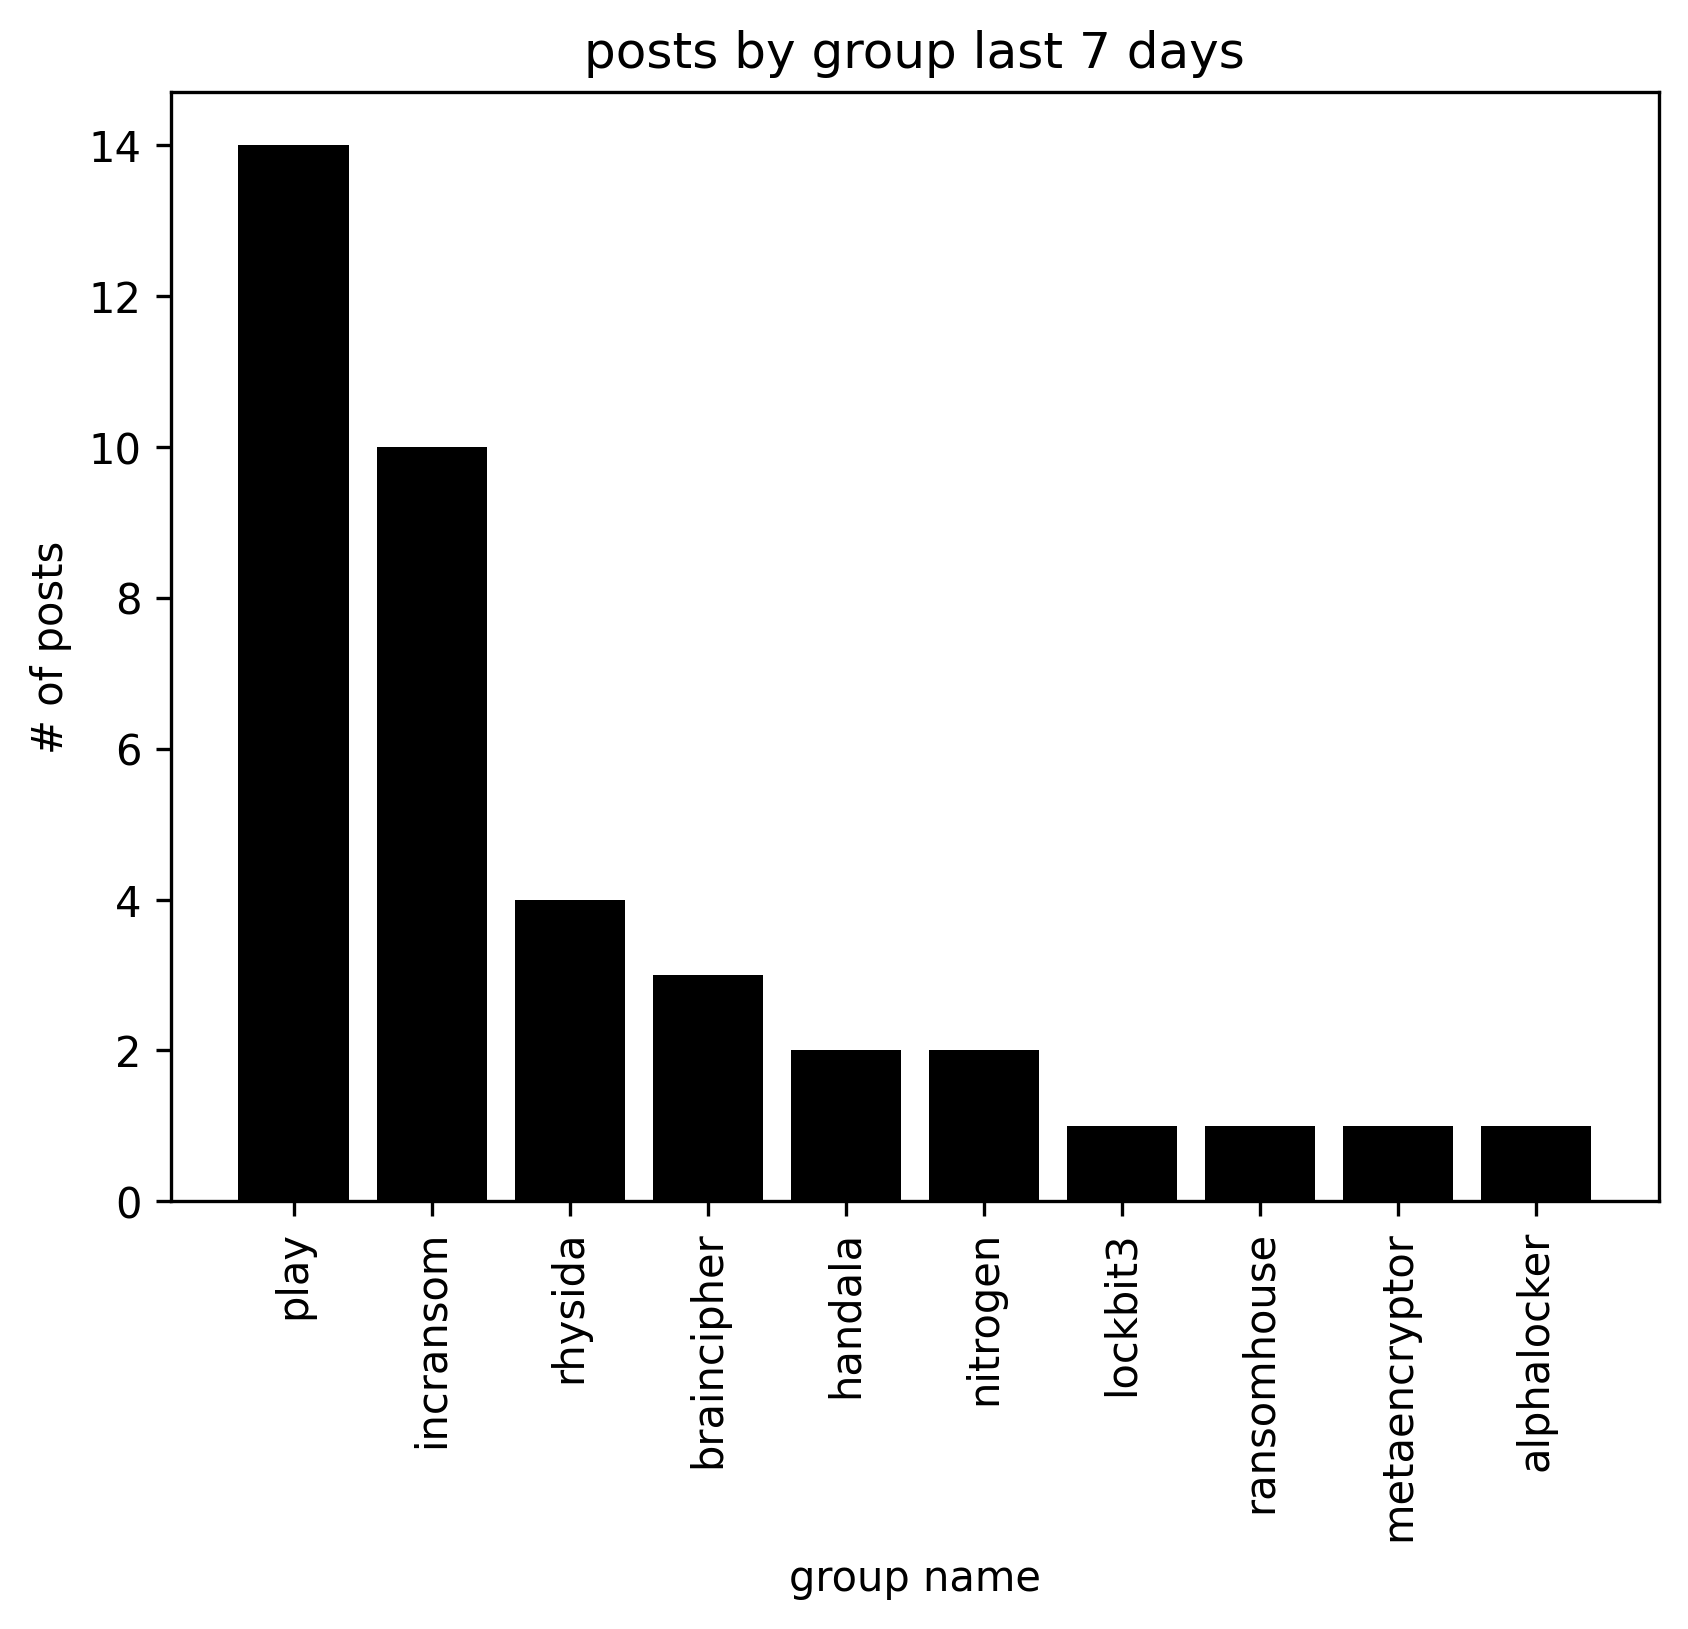 posts by group last 7 days
# of posts
14
12
10
8
6
4
2
0
play
incransom
rhysida
braincipher
handala
nitrogen
lockbit3
ransomhouse
metaencryptor
alphalocker
group name